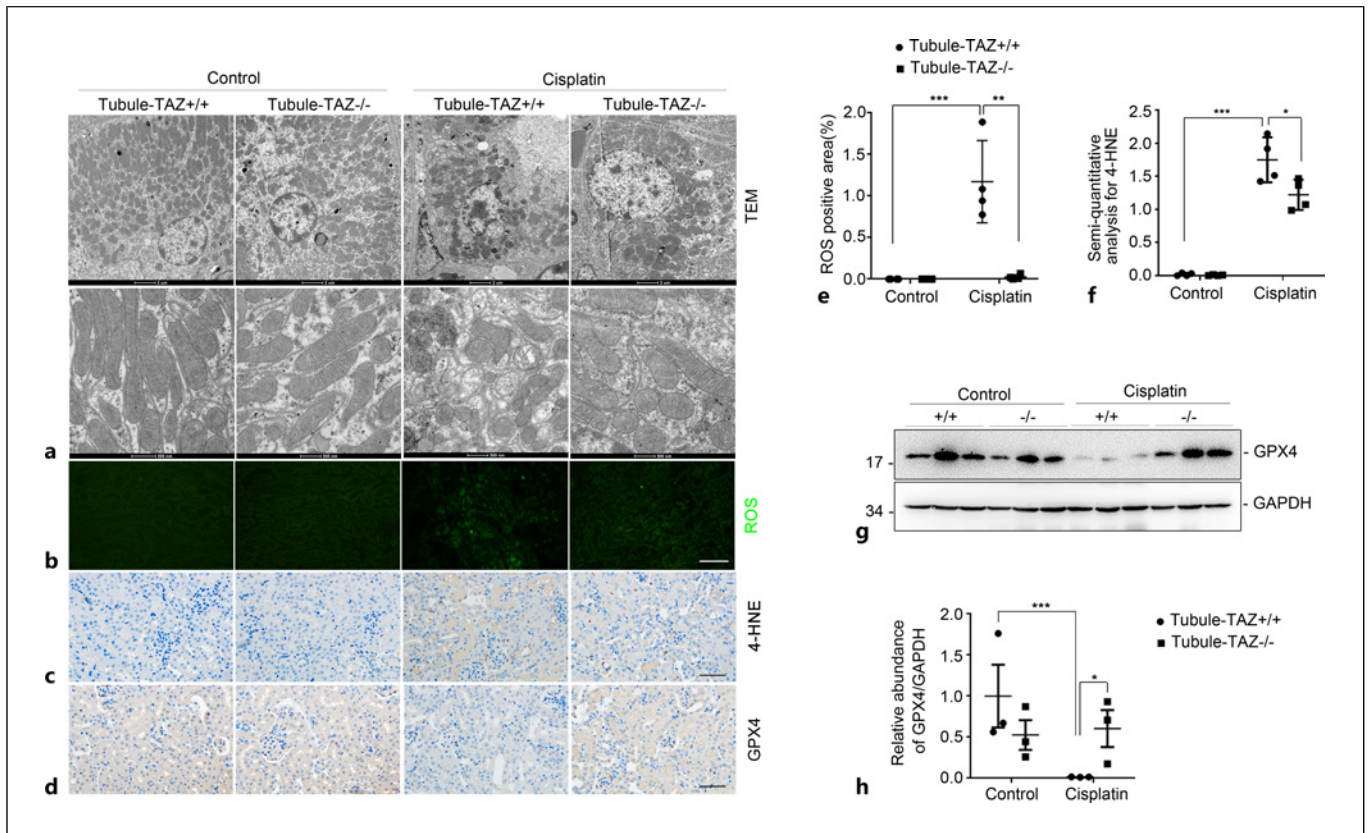 Control Cisplatin
Tubule-TAZ+/+ Tubule-TAZ-/- Tubule-TAZ+/+ Tubule-TAZ-/-
TEM
a
ROS
b
4-HNE
c
GPX4
d
● Tubule-TAZ+/+
■ Tubule-TAZ-/-
*** **
ROS positive area(%)
2.0
1.5
1.0
0.5
0.0
Control Cisplatin
e
*** *
Semi-quantitative
analysis for 4-HNE
2.5
2.0
1.5
1.0
0.5
0.0
Control Cisplatin
f
Control Cisplatin
+/+ -/- +/+ -/-
17 - - GPX4
34 - - GAPDH
g
● Tubule-TAZ+/+
■ Tubule-TAZ-/-
***
*
Relative abundance
of GPX4/GAPDH
2.0
1.5
1.0
0.5
0.0
Control Cisplatin
h